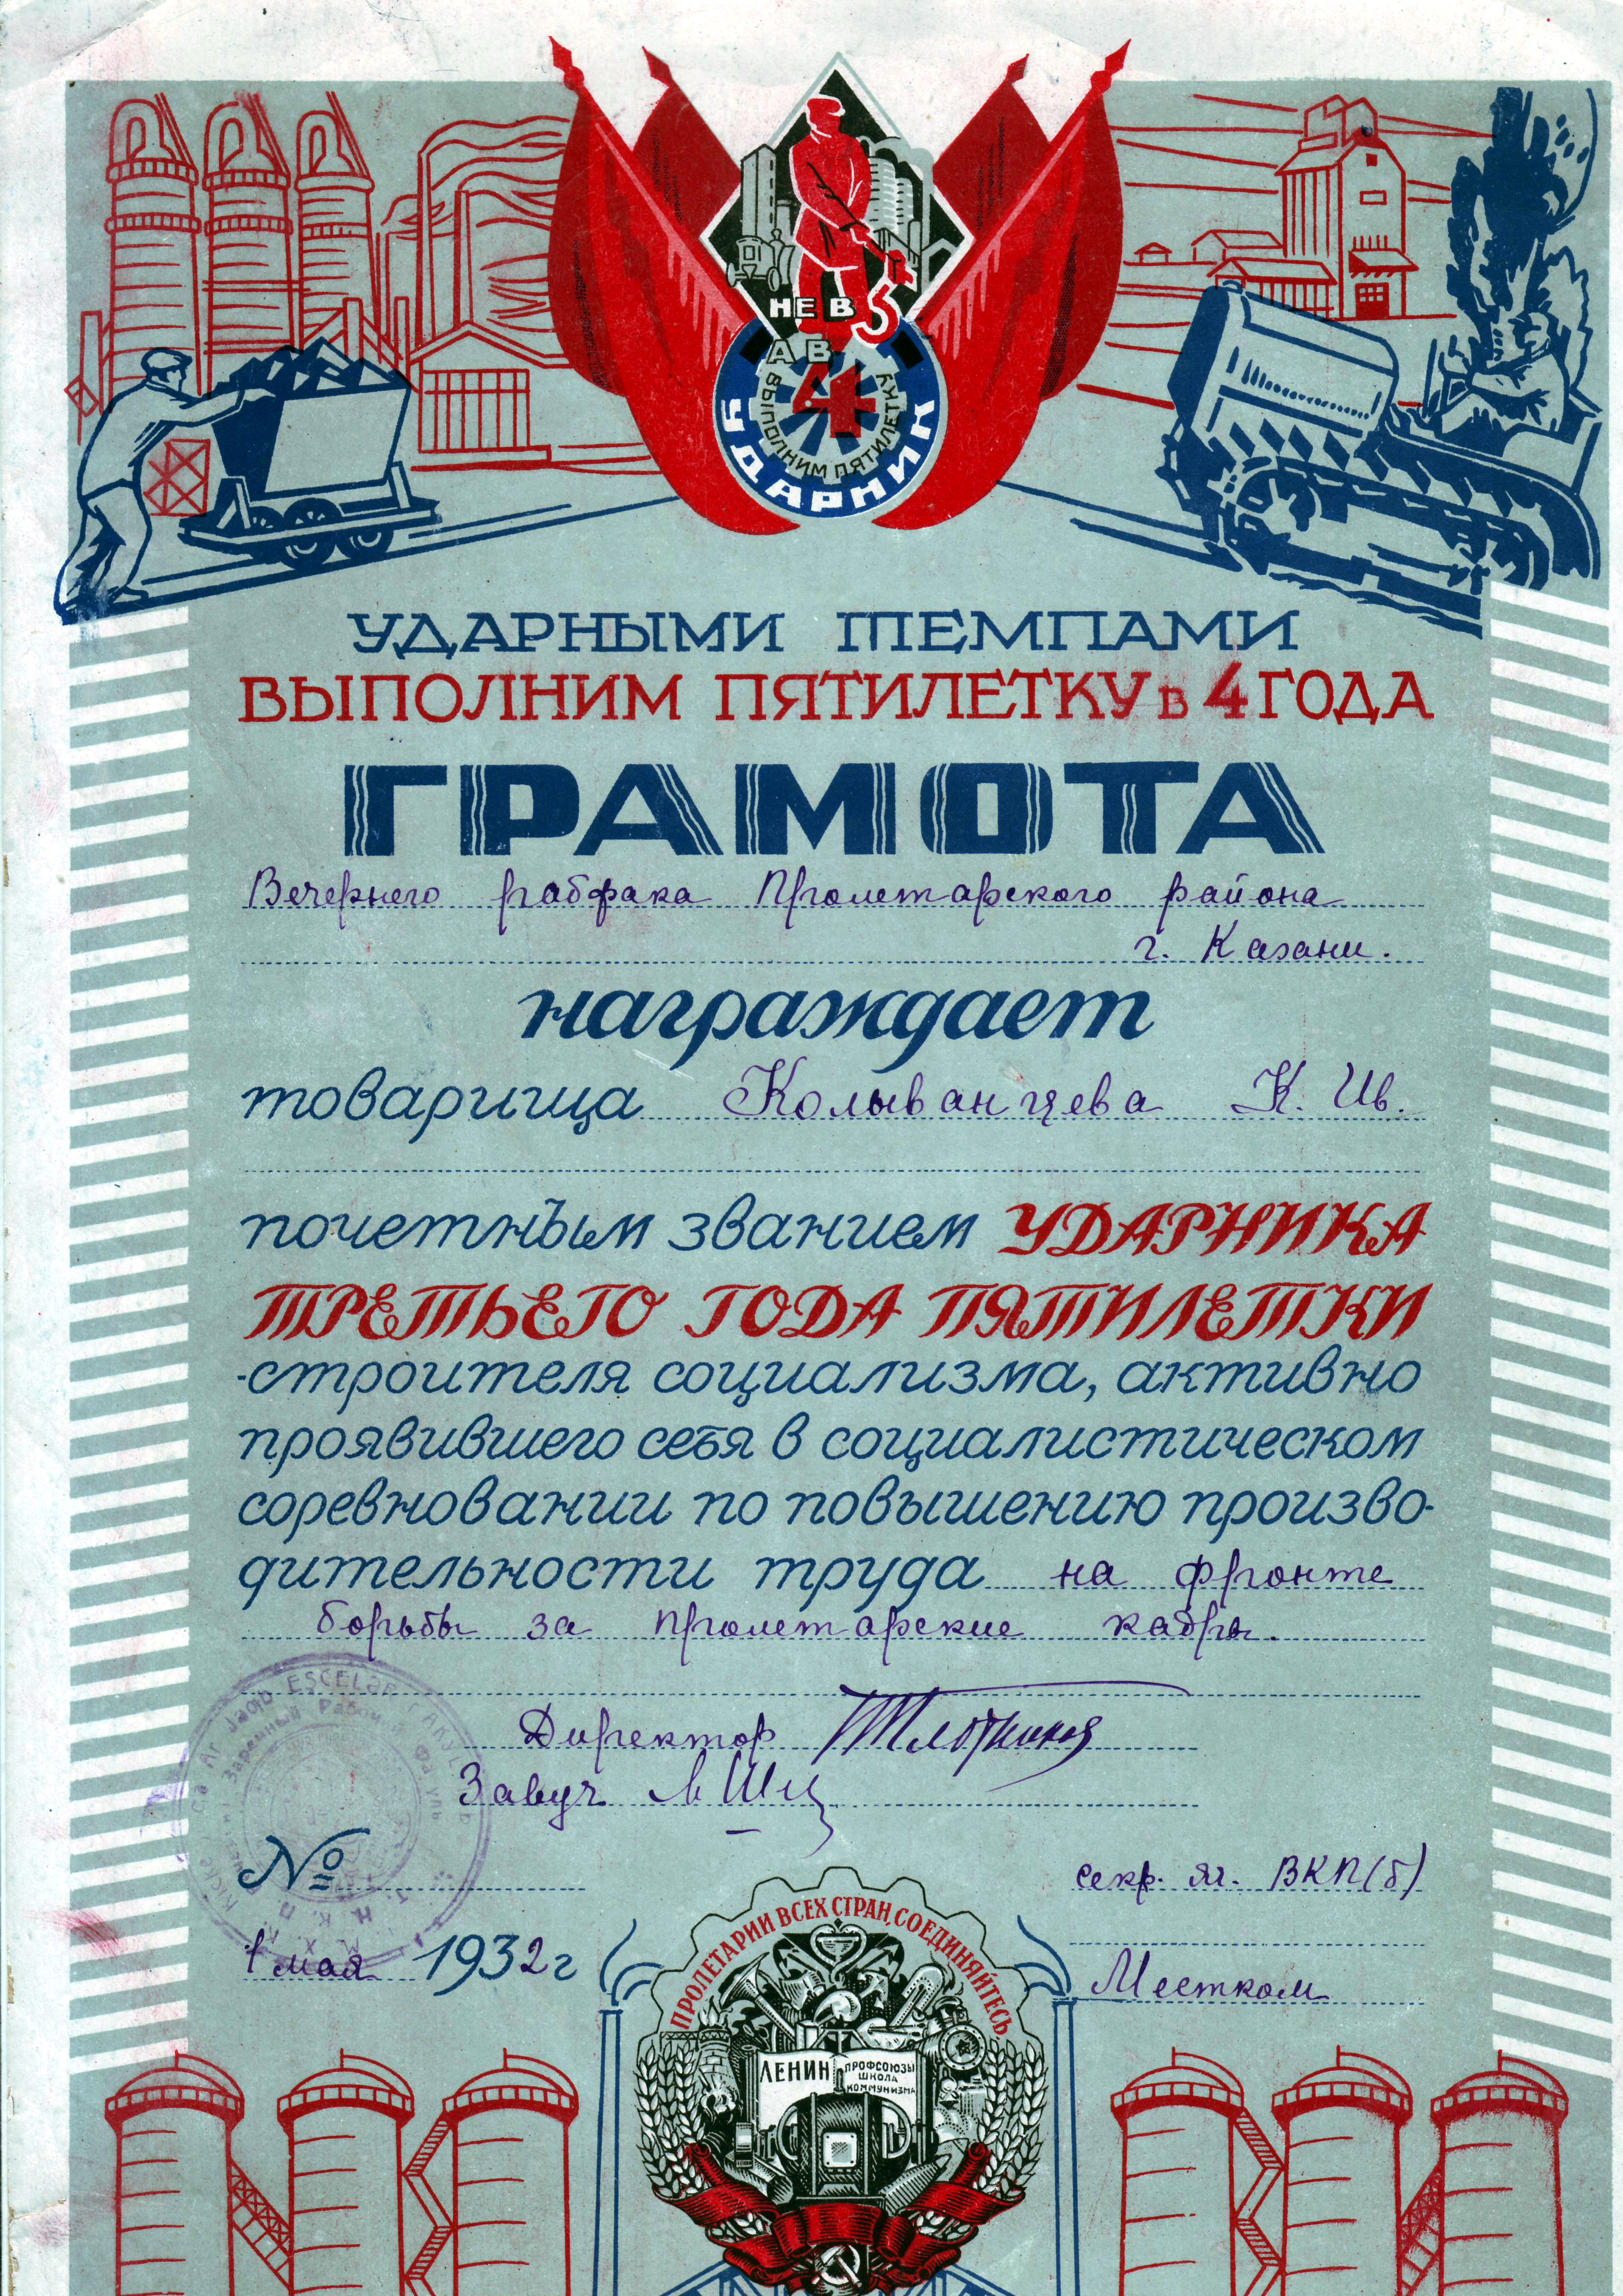 НЕ В 5
А В 4
ВЫПОЛНИМ ПЯТИЛЕТКУ
УДАРНИК
УДАРНЫМИ ТЕМПАМИ
ВЫПОЛНИМ ПЯТИЛЕТКУ в 4 ГОДА
ГРАМОТА
Вечернего рабфака Пролетарского района
г. Казани.
награждает
товарища Колыванцева К. Ив.
почетным званием УДАРНИКА
ТРЕТЬЕГО ГОДА ПЯТИЛЕТКИ
-строителя социализма, активно
проявившего себя в социалистическом
соревновании по повышению произво-
дительности труда на фронте
борьбы за пролетарские кадры.
Директор
Завуч
№
секр. яч. ВКП(б)
1 мая 1932 г
Местком
ПРОЛЕТАРИИ ВСЕХ СТРАН, СОЕДИНЯЙТЕСЬ
ЛЕНИН
ПРОФСОЮЗЫ
ШКОЛА
КОММУНИЗМА